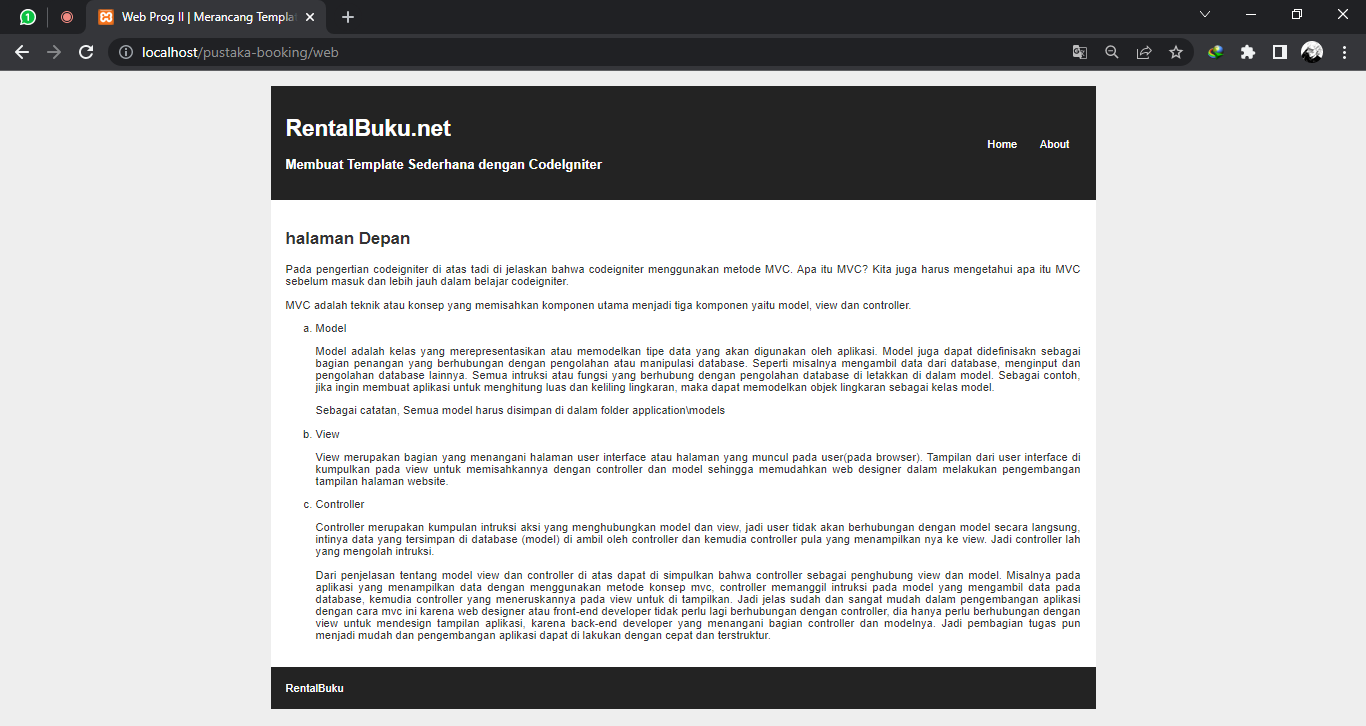 1
Web Prog II | Merancang Templa
localhost/pustaka-booking/web
RentalBuku.net
Membuat Template Sederhana dengan CodeIgniter
Home About
halaman Depan
Pada pengertian codeigniter di atas tadi di jelaskan bahwa codeigniter menggunakan metode MVC. Apa itu MVC? Kita juga harus mengetahui apa itu MVC
sebelum masuk dan lebih jauh dalam belajar codeigniter.
MVC adalah teknik atau konsep yang memisahkan komponen utama menjadi tiga komponen yaitu model, view dan controller.
a. Model
Model adalah kelas yang merepresentasikan atau memodelkan tipe data yang akan digunakan oleh aplikasi. Model juga dapat didefinisakn sebagai
bagian penangan yang berhubungan dengan pengolahan atau manipulasi database. Seperti misalnya mengambil data dari database, menginput dan
pengolahan database lainnya. Semua intruksi atau fungsi yang berhubung dengan pengolahan database di letakkan di dalam model. Sebagai contoh,
jika ingin membuat aplikasi untuk menghitung luas dan keliling lingkaran, maka dapat memodelkan objek lingkaran sebagai kelas model.
Sebagai catatan, Semua model harus disimpan di dalam folder application\models
b. View
View merupakan bagian yang menangani halaman user interface atau halaman yang muncul pada user(pada browser). Tampilan dari user interface di
kumpulkan pada view untuk memisahkannya dengan controller dan model sehingga memudahkan web designer dalam melakukan pengembangan
tampilan halaman website.
c. Controller
Controller merupakan kumpulan intruksi aksi yang menghubungkan model dan view, jadi user tidak akan berhubungan dengan model secara langsung,
intinya data yang tersimpan di database (model) di ambil oleh controller dan kemudia controller pula yang menampilkan nya ke view. Jadi controller lah
yang mengolah intruksi.
Dari penjelasan tentang model view dan controller di atas dapat di simpulkan bahwa controller sebagai penghubung view dan model. Misalnya pada
aplikasi yang menampilkan data dengan menggunakan metode konsep mvc, controller memanggil intruksi pada model yang mengambil data pada
database, kemudia controller yang meneruskannya pada view untuk di tampilkan. Jadi jelas sudah dan sangat mudah dalam pengembangan aplikasi
dengan cara mvc ini karena web designer atau front-end developer tidak perlu lagi berhubungan dengan controller, dia hanya perlu berhubungan dengan
view untuk mendesign tampilan aplikasi, karena back-end developer yang menangani bagian controller dan modelnya. Jadi pembagian tugas pun
menjadi mudah dan pengembangan aplikasi dapat di lakukan dengan cepat dan terstruktur.
RentalBuku